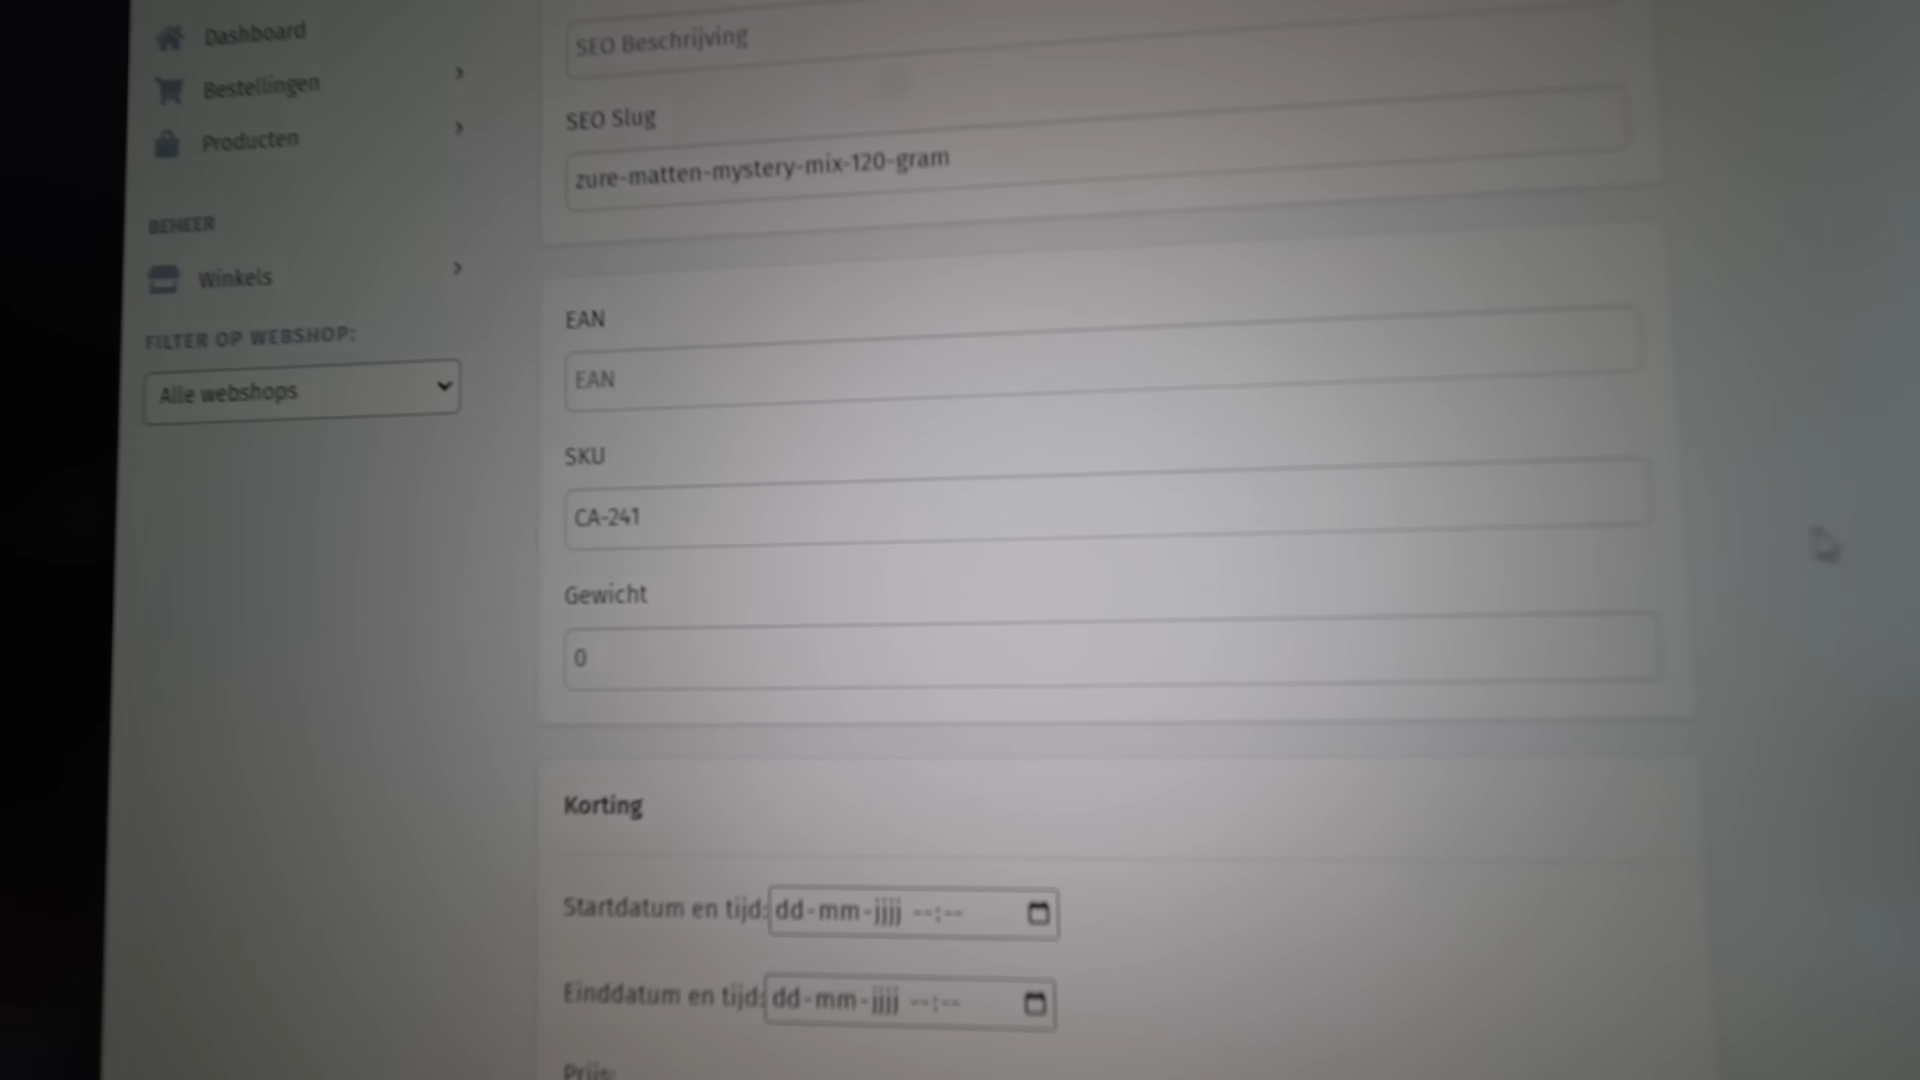 Dashboard
Bestellingen
Producten
BEHEER
Winkels
FILTER OP WEBSHOP:
Alle webshops
SEO Beschrijving
SEO Slug
zure-matten-mystery-mix-120-gram
EAN
EAN
SKU
CA-241
Gewicht
0
Korting
Startdatum en tijd: dd-mm-jjjj --:--
Einddatum en tijd: dd-mm-jjjj --:--
Prijs: